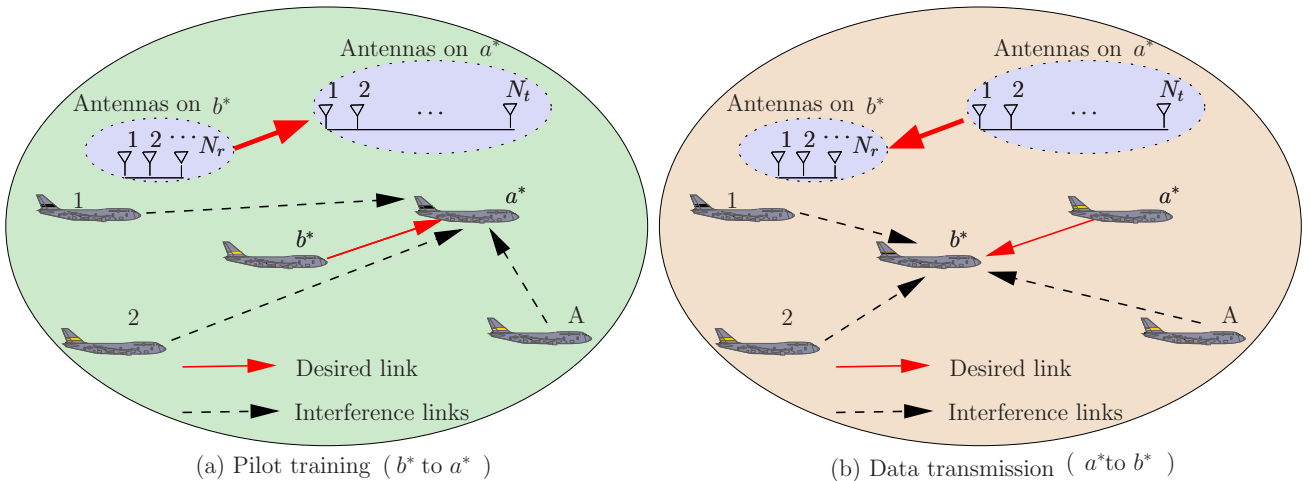 Antennas on a*
1 2 ... N_t
Antennas on b*
1 2 ... N_r
1
a*
b*
2
A
Desired link
Interference links
(a) Pilot training ( b* to a* )
Antennas on a*
1 2 ... N_t
Antennas on b*
1 2 ... N_r
1
a*
b*
2
A
Desired link
Interference links
(b) Data transmission ( a* to b* )